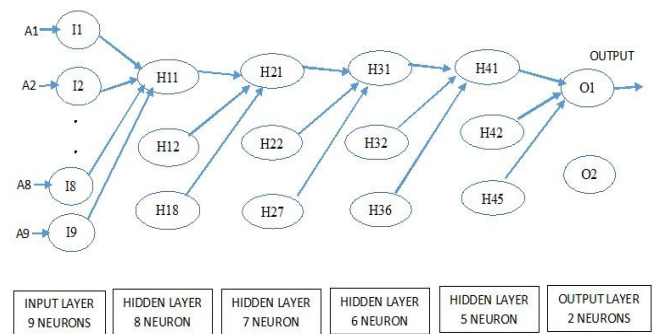 A1
I1
A2
I2
A8
I8
A9
I9
H11
H12
H18
H21
H22
H27
H31
H32
H36
H41
H42
H45
OUTPUT
O1
O2
INPUT LAYER
9 NEURONS
HIDDEN LAYER
8 NEURON
HIDDEN LAYER
7 NEURON
HIDDEN LAYER
6 NEURON
HIDDEN LAYER
5 NEURON
OUTPUT LAYER
2 NEURONS